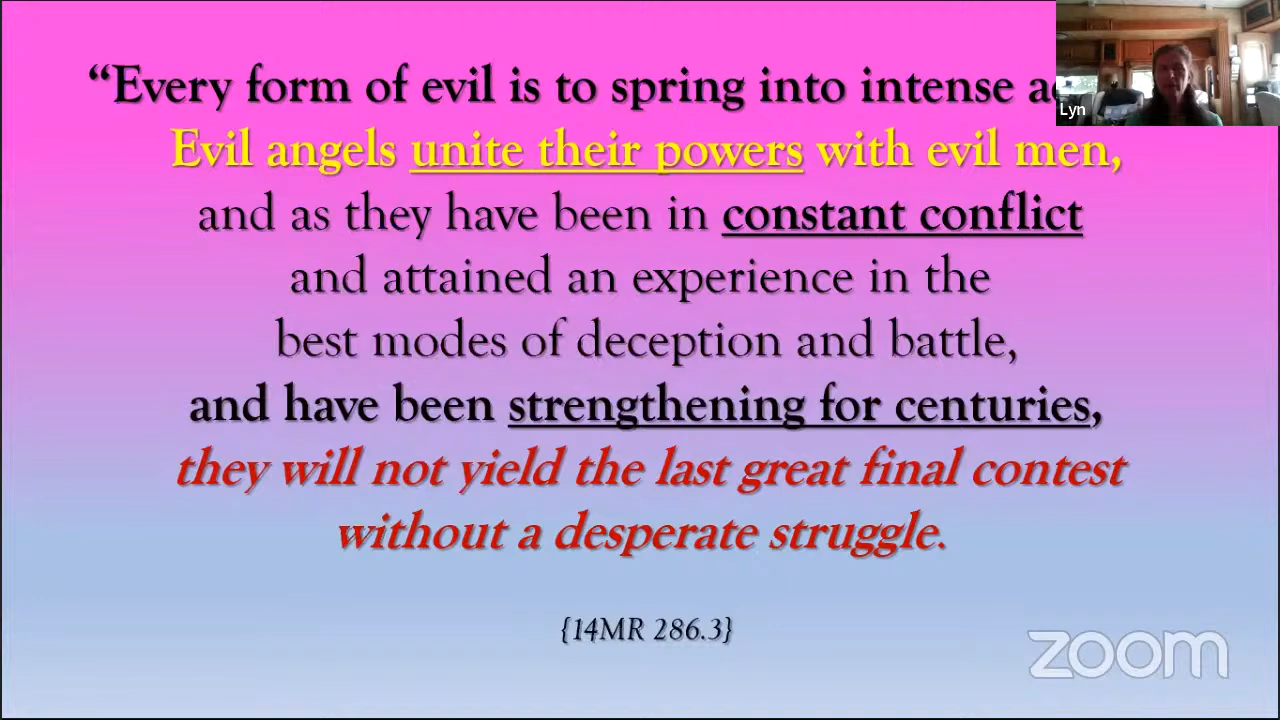 “Every form of evil is to spring into intense
Evil angels unite their powers with evil men,
and as they have been in constant conflict
and attained an experience in the
best modes of deception and battle,
and have been strengthening for centuries,
they will not yield the last great final contest
without a desperate struggle.
{14MR 286.3}
Lyn
zoom